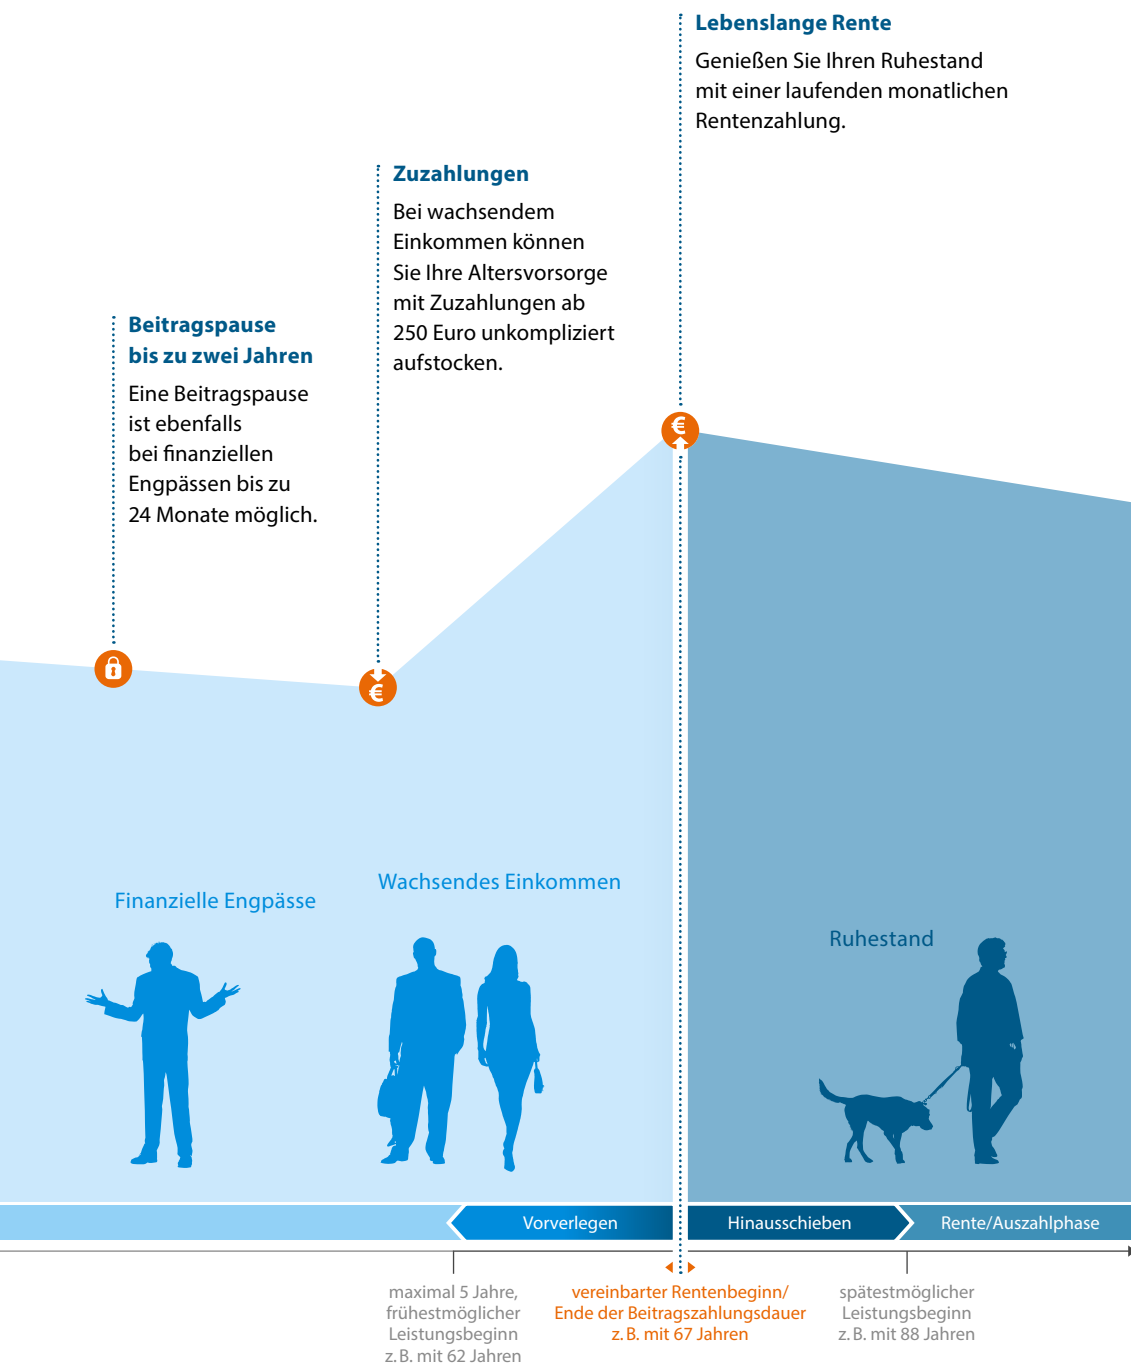 Lebenslange Rente
Genießen Sie Ihren Ruhestand
mit einer laufenden monatlichen
Rentenzahlung.
Zuzahlungen
Bei wachsendem
Einkommen können
Sie Ihre Altersvorsorge
mit Zuzahlungen ab
250 Euro unkompliziert
aufstocken.
Beitragspause
bis zu zwei Jahren
Eine Beitragspause
ist ebenfalls
bei finanziellen
Engpässen bis zu
24 Monate möglich.
€
€
Finanzielle Engpässe
Wachsendes Einkommen
Ruhestand
Vorverlegen
Hinausschieben
Rente/Auszahlphase
maximal 5 Jahre,
frühestmöglicher
Leistungsbeginn
z. B. mit 62 Jahren
vereinbarter Rentenbeginn/
Ende der Beitragszahlungsdauer
z. B. mit 67 Jahren
spätestmöglicher
Leistungsbeginn
z. B. mit 88 Jahren